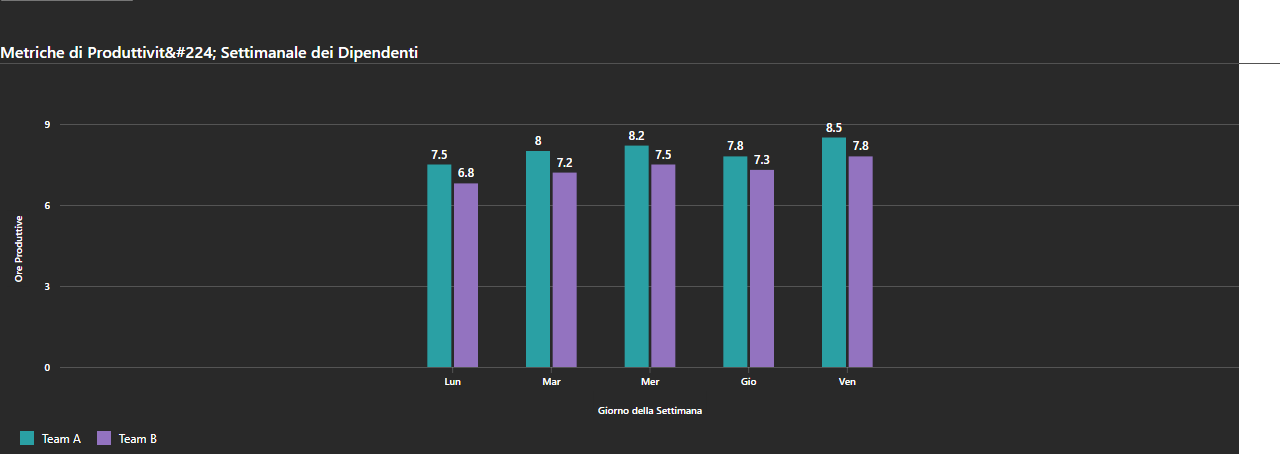 Metriche di Produttivit&#224; Settimanale dei Dipendenti
9
6
3
0
Ore Produttive
7.5
6.8
8
7.2
8.2
7.5
7.8
7.3
8.5
7.8
Lun
Mar
Mer
Gio
Ven
Giorno della Settimana
Team A
Team B